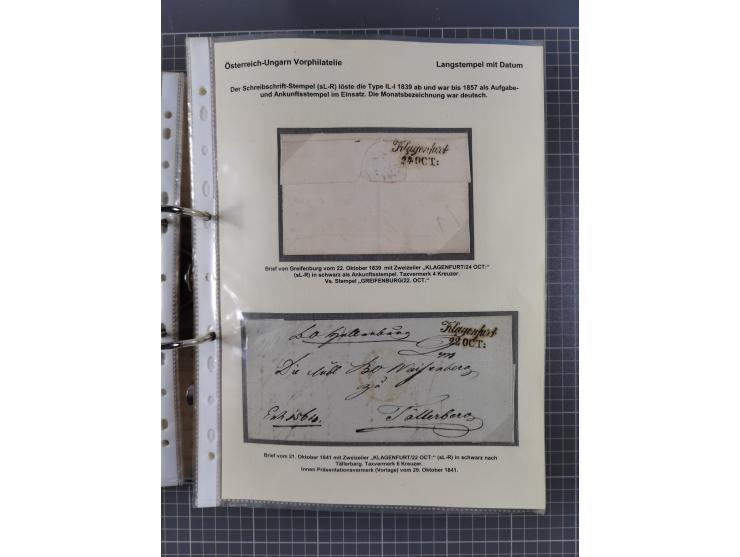 Österreich-Ungarn Vorphilatelie
Langstempel mit Datum
Der Schreibschrift-Stempel (sL-R) löste die Type IL-I 1839 ab und war bis 1857 als Aufgabe-
und Ankunftsstempel im Einsatz. Die Monatsbezeichnung war deutsch.
Klagenfurt
24 OCT:
Brief von Greifenburg vom 22. Oktober 1839 mit Zweizeiler „KLAGENFURT/24 OCT:“
(sL-R) in schwarz als Ankunftsstempel. Taxvermerk 4 Kreuzer.
Vs. Stempel „GREIFENBURG/22. OCT.“
Klagenfurt
22 OCT:
Die
zu
Tällerberg
Brief vom 21. Oktober 1841 mit Zweizeiler „KLAGENFURT/22 OCT:“ (sL-R) in schwarz nach
Tällerbarg. Taxvermerk 6 Kreuzer.
Innen Präsentationsvermerk (Vorlage) vom 29. Oktober 1841.